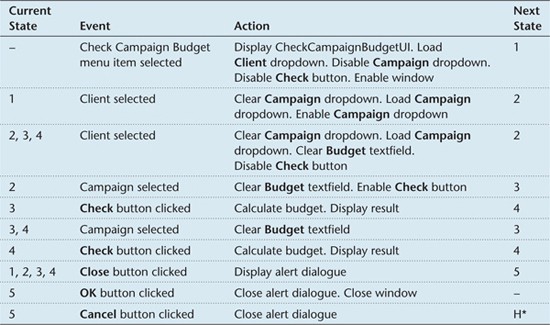 Current State Event Action Next State
– Check Campaign Budget menu item selected Display CheckCampaignBudgetUI. Load Client dropdown. Disable Campaign dropdown. Disable Check button. Enable window 1
1 Client selected Clear Campaign dropdown. Load Campaign dropdown. Enable Campaign dropdown 2
2, 3, 4 Client selected Clear Campaign dropdown. Load Campaign dropdown. Clear Budget textfield. Disable Check button 2
2 Campaign selected Clear Budget textfield. Enable Check button 3
3 Check button clicked Calculate budget. Display result 4
3, 4 Campaign selected Clear Budget textfield 3
4 Check button clicked Calculate budget. Display result 4
1, 2, 3, 4 Close button clicked Display alert dialogue 5
5 OK button clicked Close alert dialogue. Close window –
5 Cancel button clicked Close alert dialogue H*